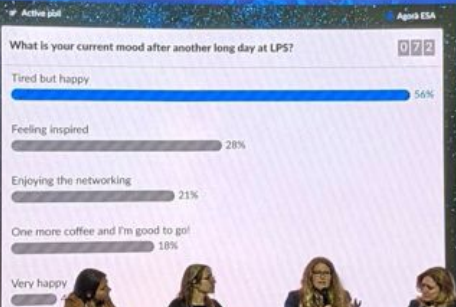 Active poll
Agorà ESA
What is your current mood after another long day at LPS?
072
Tired but happy
56%
Feeling inspired
28%
Enjoying the networking
21%
One more coffee and I'm good to go!
18%
Very happy